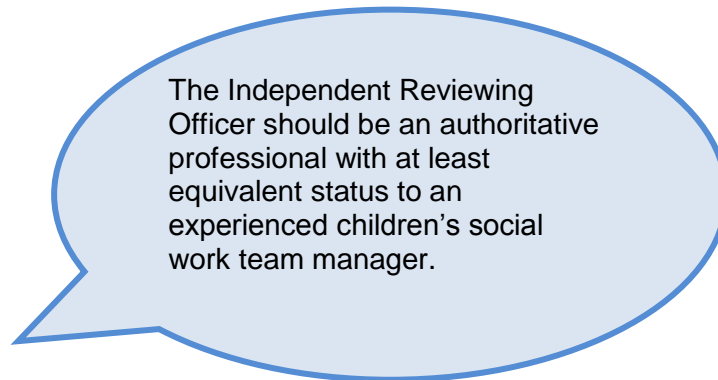 The Independent Reviewing
Officer should be an authoritative
professional with at least
equivalent status to an
experienced children’s social
work team manager.